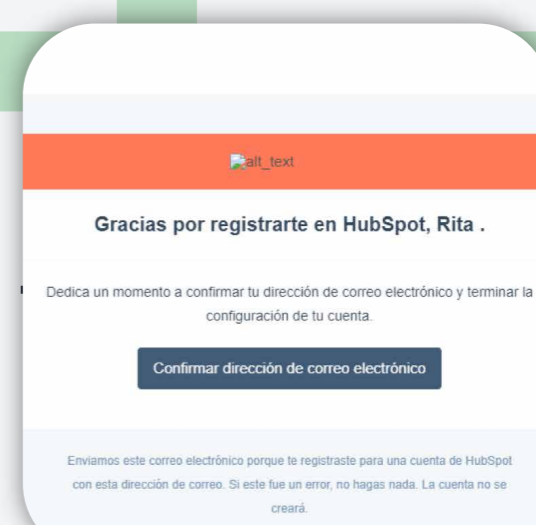 alt_text
Gracias por registrarte en HubSpot, Rita .
Dedica un momento a confirmar tu dirección de correo electrónico y terminar la
configuración de tu cuenta.
Confirmar dirección de correo electrónico
Enviamos este correo electrónico porque te registraste para una cuenta de HubSpot
con esta dirección de correo. Si este fue un error, no hagas nada. La cuenta no se
creará.